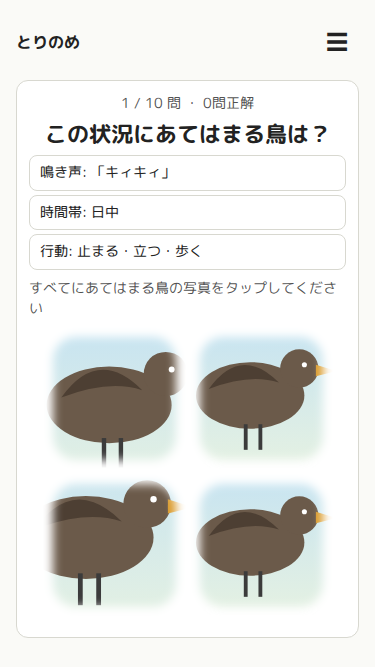 とりのめ
1 / 10 問 · 0問正解
この状況にあてはまる鳥は？
鳴き声: 「キィキィ」
時間帯: 日中
行動: 止まる · 立つ · 歩く
すべてにあてはまる鳥の写真をタップしてくださ
い